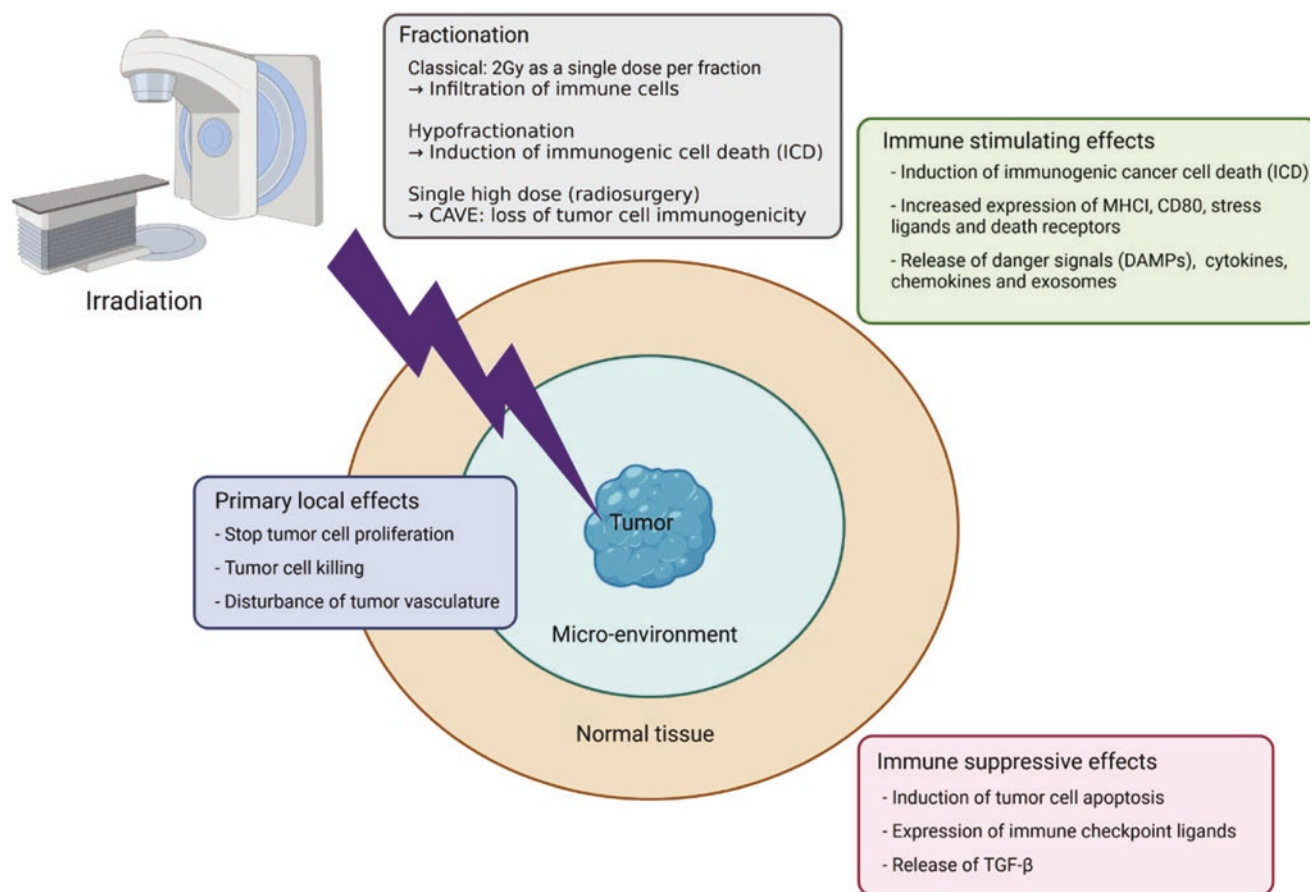 Fractionation
Classical: 2Gy as a single dose per fraction
→ Infiltration of immune cells
Hypofractionation
→ Induction of immunogenic cell death (ICD)
Single high dose (radiosurgery)
→ CAVE: loss of tumor cell immunogenicity
Immune stimulating effects
- Induction of immunogenic cancer cell death (ICD)
- Increased expression of MHCI, CD80, stress
ligands and death receptors
- Release of danger signals (DAMPs), cytokines,
chemokines and exosomes
Irradiation
Primary local effects
- Stop tumor cell proliferation
- Tumor cell killing
- Disturbance of tumor vasculature
Tumor
Micro-environment
Normal tissue
Immune suppressive effects
- Induction of tumor cell apoptosis
- Expression of immune checkpoint ligands
- Release of TGF-β